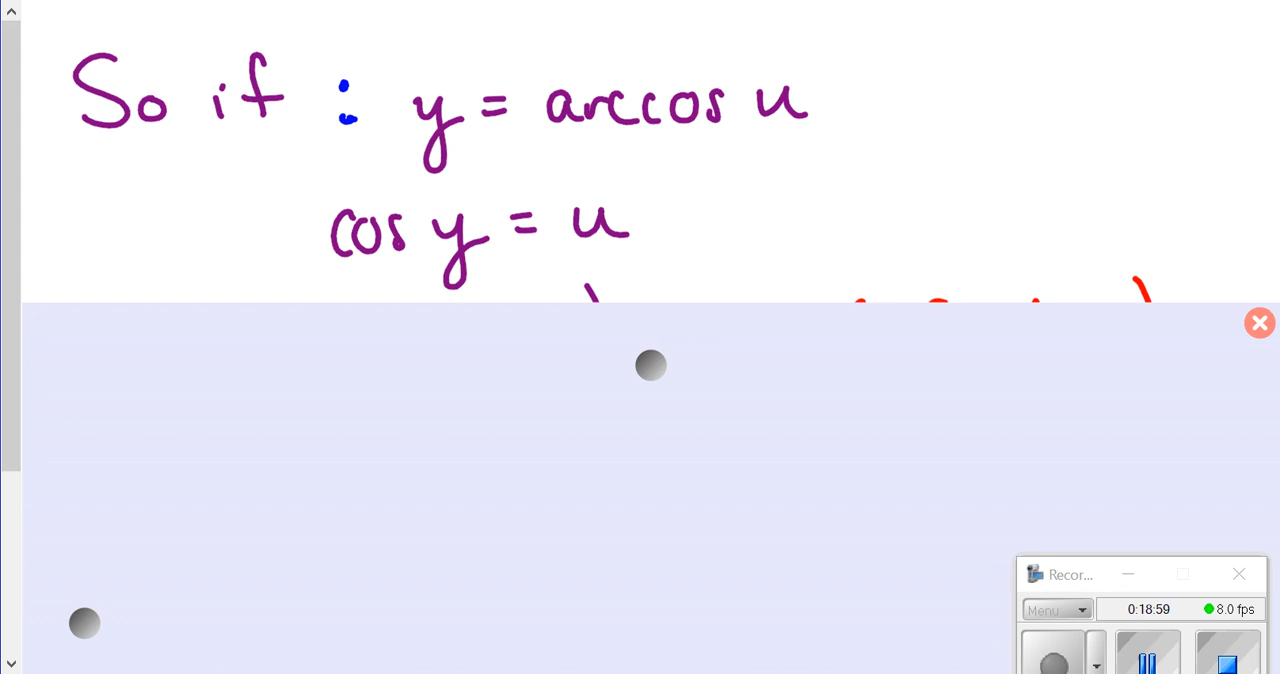 So if : y = arccos u
cos y = u
Recor...
Menu
0:18:59
8.0 fps